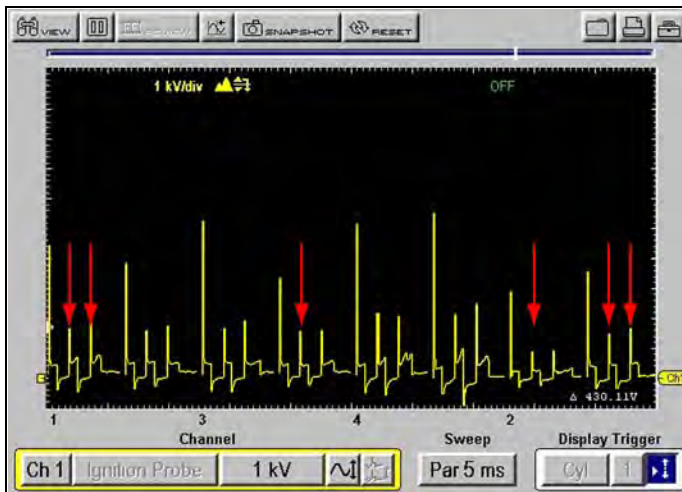 VIEW SNAPSHOT RESET
1 kV/div OFF
Ch1
Δ 430.11V
1 3 4 2
Channel Sweep Display Trigger
Ch 1 Ignition Probe 1 kV Par 5 ms Cyl 1